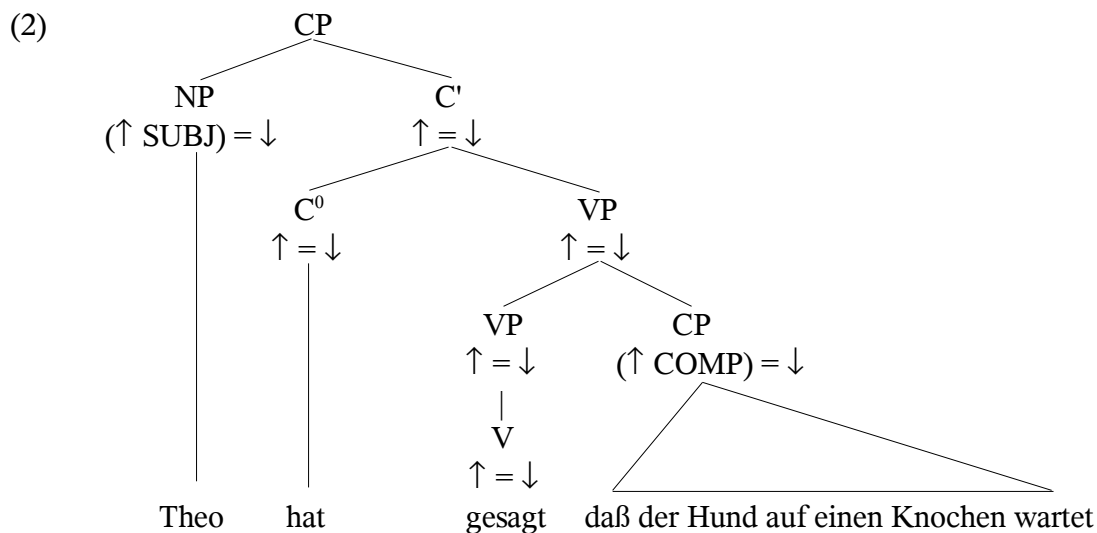 (2) CP
NP C'
(↑ SUBJ) = ↓ ↑ = ↓
C⁰ VP
↑ = ↓ ↑ = ↓
VP CP
↑ = ↓ (↑ COMP) = ↓
V
↑ = ↓
Theo hat gesagt daß der Hund auf einen Knochen wartet